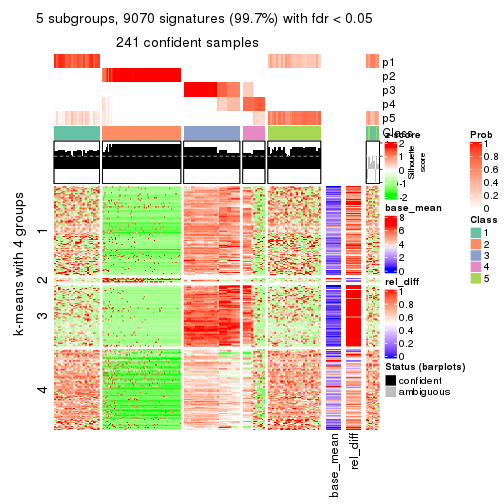 5 subgroups, 9070 signatures (99.7%) with fdr < 0.05
241 confident samples
p1
p2
p3
p4
p5
Class
Silhouette
score
k-means with 4 groups
1
2
3
4
base_mean
rel_diff
z-score
2
1
0
-1
-2
base_mean
8
6
4
2
0
rel_diff
1
0.8
0.6
0.4
0.2
0
Status (barplots)
confident
ambiguous
Prob
1
0.8
0.6
0.4
0.2
0
Class
1
2
3
4
5